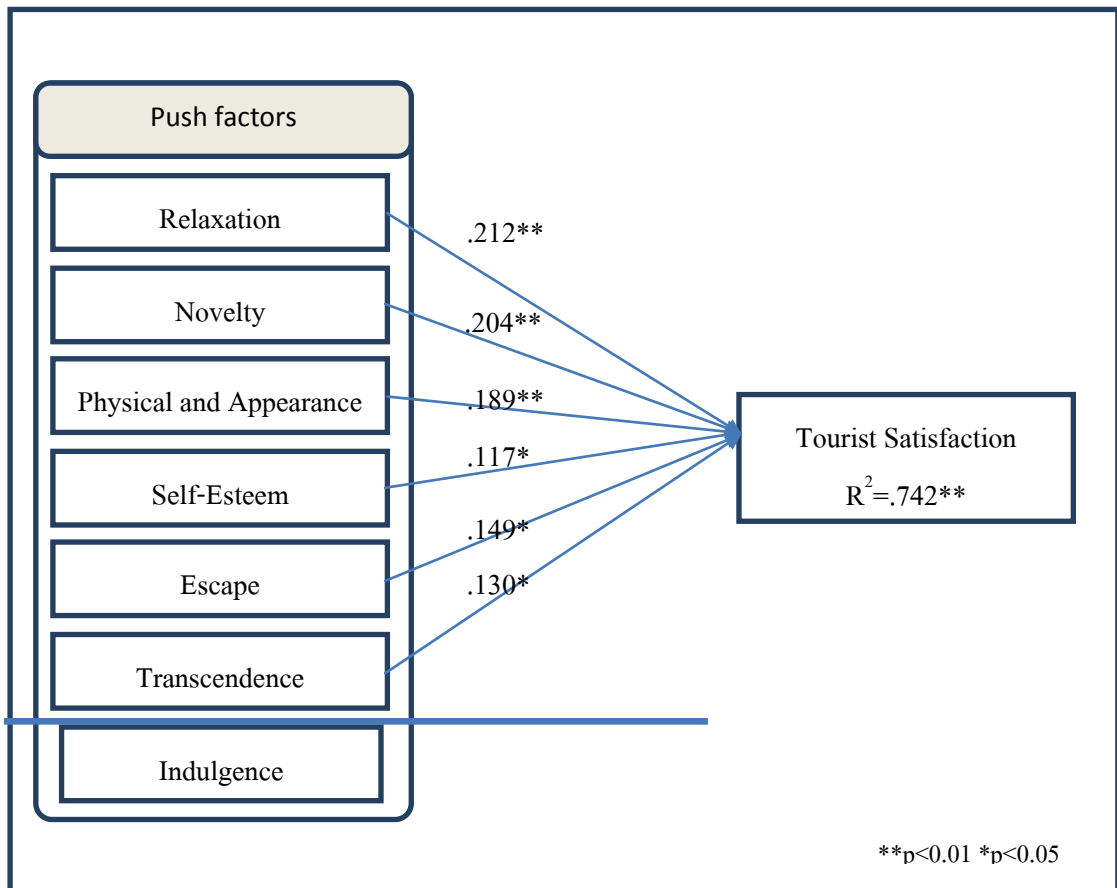 Push factors
Relaxation
.212**
Novelty
.204**
Physical and Appearance
.189**
Self-Esteem
.117*
Escape
.149*
Transcendence
.130*
Indulgence
Tourist Satisfaction
R²=.742**
**p<0.01 *p<0.05